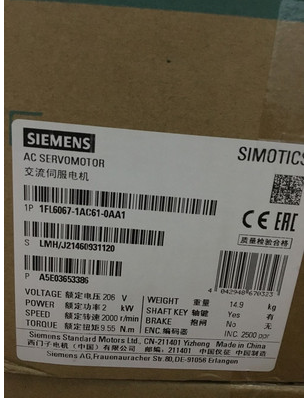 SIEMENS
SIMOTICS
AC SERVOMOTOR
交流伺服电机
1P 1FL6067-1AC61-0AA1
CE EAC
S LMH/J21460931120
质量检验合格
P A5E03653386
4 042948 670323
VOLTAGE 额定电压 206 V
POWER 额定功率 2 kW
SPEED 额定转速 2000 r/min
TORQUE 额定扭矩 9.55 N.m
WEIGHT 重量 14.9 kg
SHAFT KEY 轴键 Yes 有
BRAKE 抱闸 No 无
ENC.编码器 INC. 2500 ppr
Siemens Standard Motors Ltd. CN-211401 Yizheng
西门子电机（中国）有限公司 邮编: 211401 中国仪征 中国制造
Siemens AG,Frauenauracher Str.80,DE-91056 Erlangen